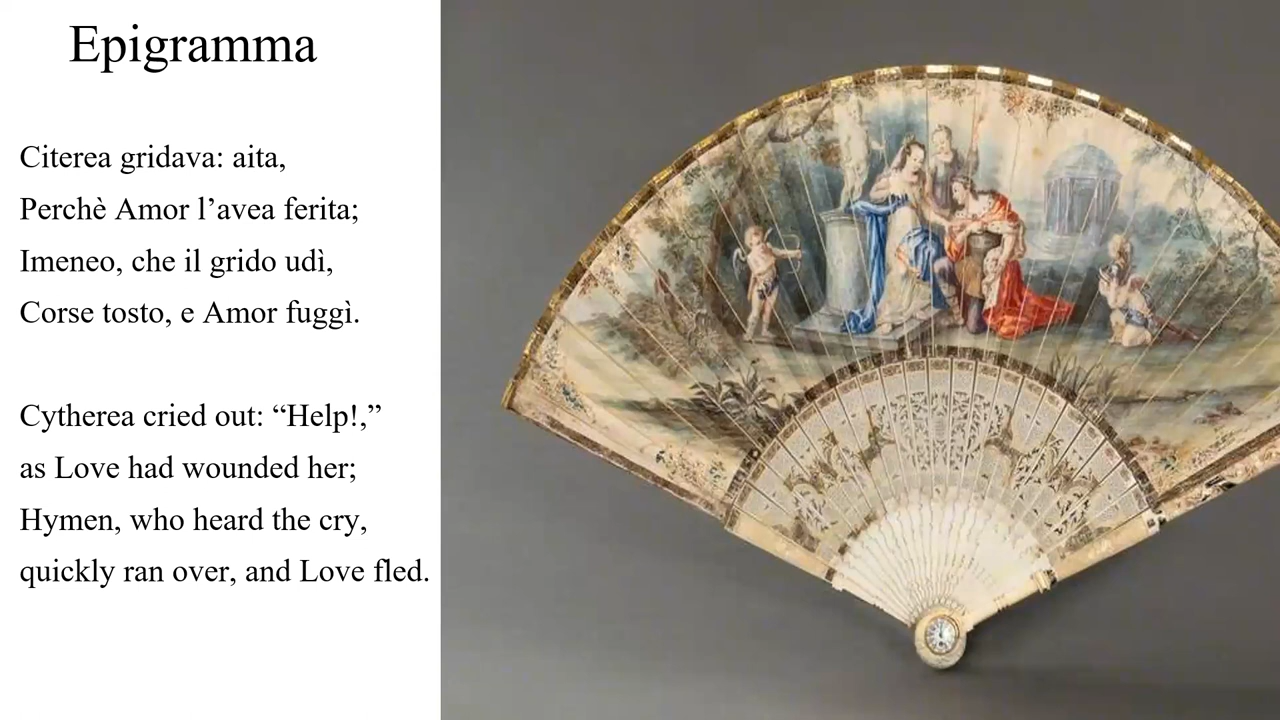 Epigramma
Citerea gridava: aita,
Perchè Amor l’avea ferita;
Imeneo, che il grido udì,
Corse tosto, e Amor fuggì.
Cytherea cried out: “Help!,”
as Love had wounded her;
Hymen, who heard the cry,
quickly ran over, and Love fled.